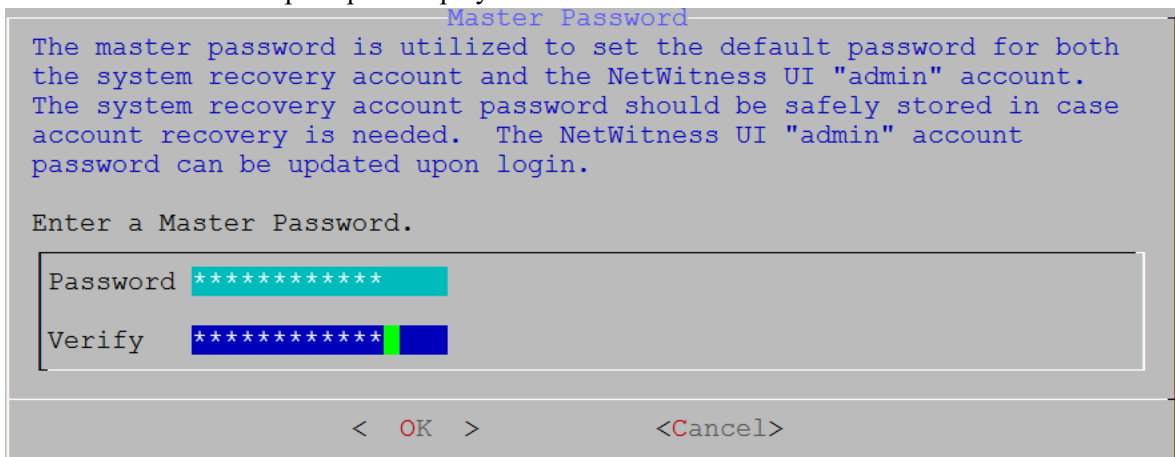 Master Password
The master password is utilized to set the default password for both
the system recovery account and the NetWitness UI "admin" account.
The system recovery account password should be safely stored in case
account recovery is needed.  The NetWitness UI "admin" account
password can be updated upon login.
Enter a Master Password.
Password ************
Verify ************
< OK > <Cancel>